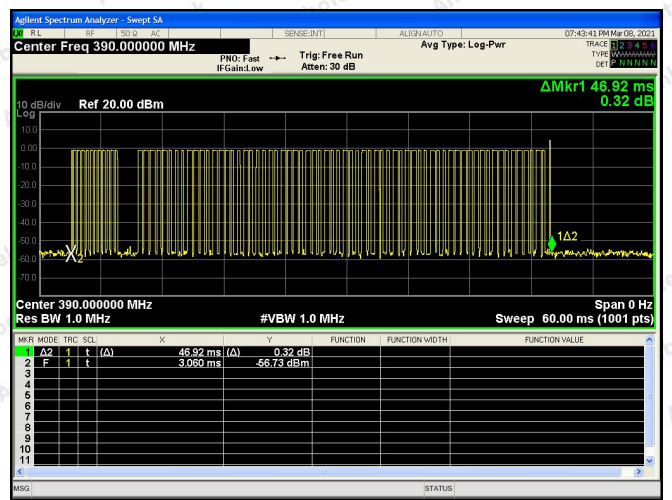 Agilent Spectrum Analyzer - Swept SA
RL RF 50 Ω AC SENSE:INT ALIGN AUTO 07:43:41 PM Mar 08, 2021
Center Freq 390.000000 MHz
PNO: Fast
IFGain:Low
Trig: Free Run
Atten: 30 dB
Avg Type: Log-Pwr
TRACE 1 2 3 4 5 6
TYPE
DET P N N N N N
ΔMkr1 46.92 ms
0.32 dB
10 dB/div Ref 20.00 dBm
Log
10.0
0.00
-10.0
-20.0
-30.0
-40.0
-50.0
-60.0
-70.0
1Δ2
X2
Center 390.000000 MHz Span 0 Hz
Res BW 1.0 MHz #VBW 1.0 MHz Sweep 60.00 ms (1001 pts)
MKR MODE TRC SCL X Y FUNCTION FUNCTION WIDTH FUNCTION VALUE
1 Δ2 1 t (Δ) 46.92 ms (Δ) 0.32 dB
2 F 1 t 3.060 ms -56.73 dBm
3
4
5
6
7
8
9
10
11
MSG STATUS